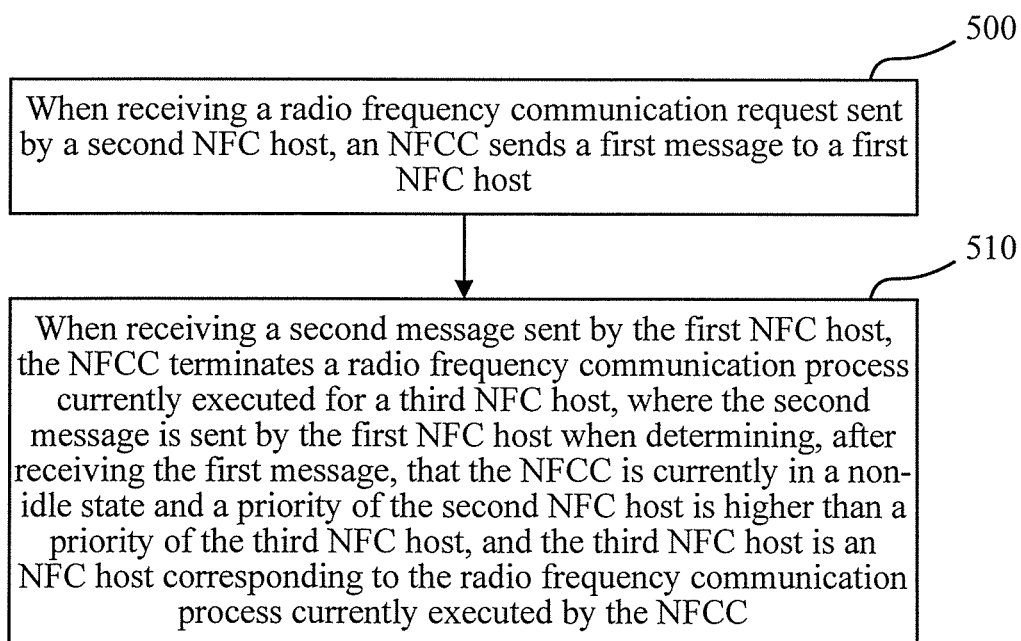 500
When receiving a radio frequency communication request sent
by a second NFC host, an NFCC sends a first message to a first
NFC host
510
When receiving a second message sent by the first NFC host,
the NFCC terminates a radio frequency communication process
currently executed for a third NFC host, where the second
message is sent by the first NFC host when determining, after
receiving the first message, that the NFCC is currently in a non-
idle state and a priority of the second NFC host is higher than a
priority of the third NFC host, and the third NFC host is an
NFC host corresponding to the radio frequency communication
process currently executed by the NFCC